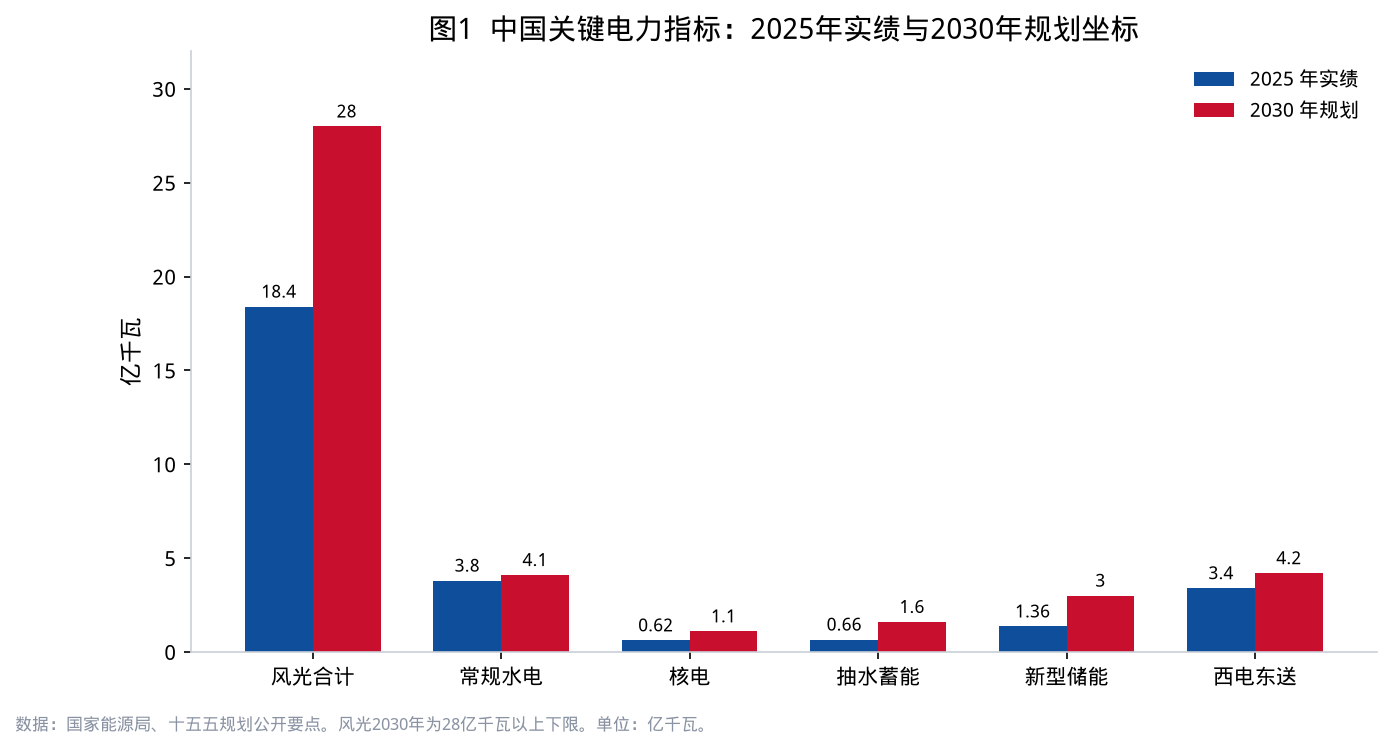 图1 中国关键电力指标：2025年实绩与2030年规划坐标
2025 年实绩
2030 年规划
亿千瓦
30
25
20
15
10
5
0
18.4
28
3.8
4.1
0.62
1.1
0.66
1.6
1.36
3
3.4
4.2
风光合计
常规水电
核电
抽水蓄能
新型储能
西电东送
数据：国家能源局、十五五规划公开要点。风光2030年为28亿千瓦以上下限。单位：亿千瓦。